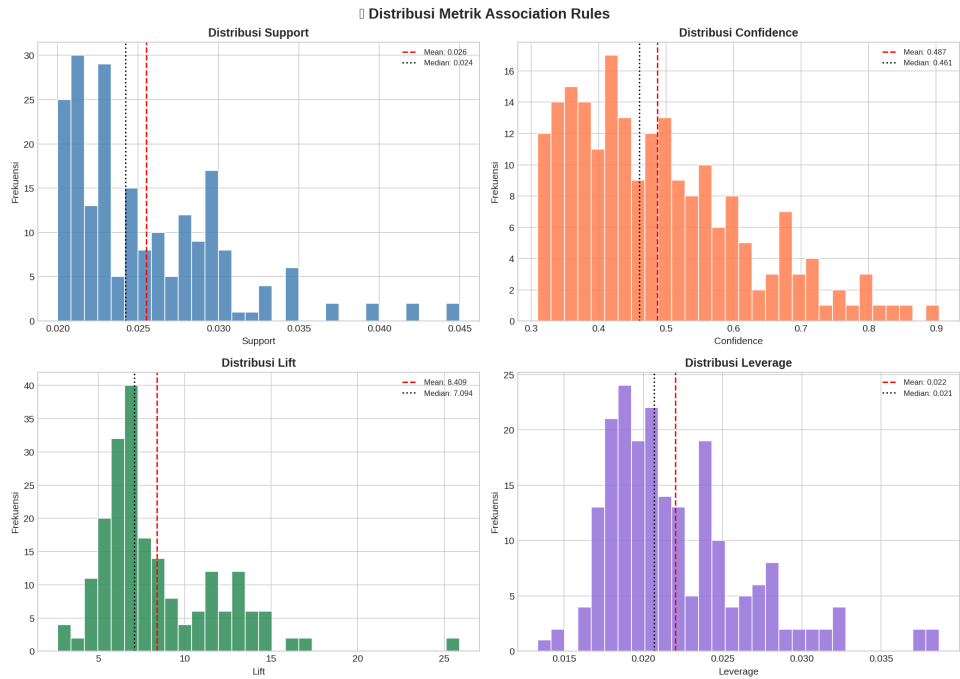 ▯ Distribusi Metrik Association Rules
Distribusi Support
Mean: 0.026
Median: 0.024
Frekuensi
30
25
20
15
10
5
0
0.020 0.025 0.030 0.035 0.040 0.045
Support
Distribusi Confidence
Mean: 0.487
Median: 0.461
Frekuensi
16
14
12
10
8
6
4
2
0
0.3 0.4 0.5 0.6 0.7 0.8 0.9
Confidence
Distribusi Lift
Mean: 8.409
Median: 7.094
Frekuensi
40
35
30
25
20
15
10
5
0
5 10 15 20 25
Lift
Distribusi Leverage
Mean: 0.022
Median: 0.021
Frekuensi
25
20
15
10
5
0
0.015 0.020 0.025 0.030 0.035
Leverage